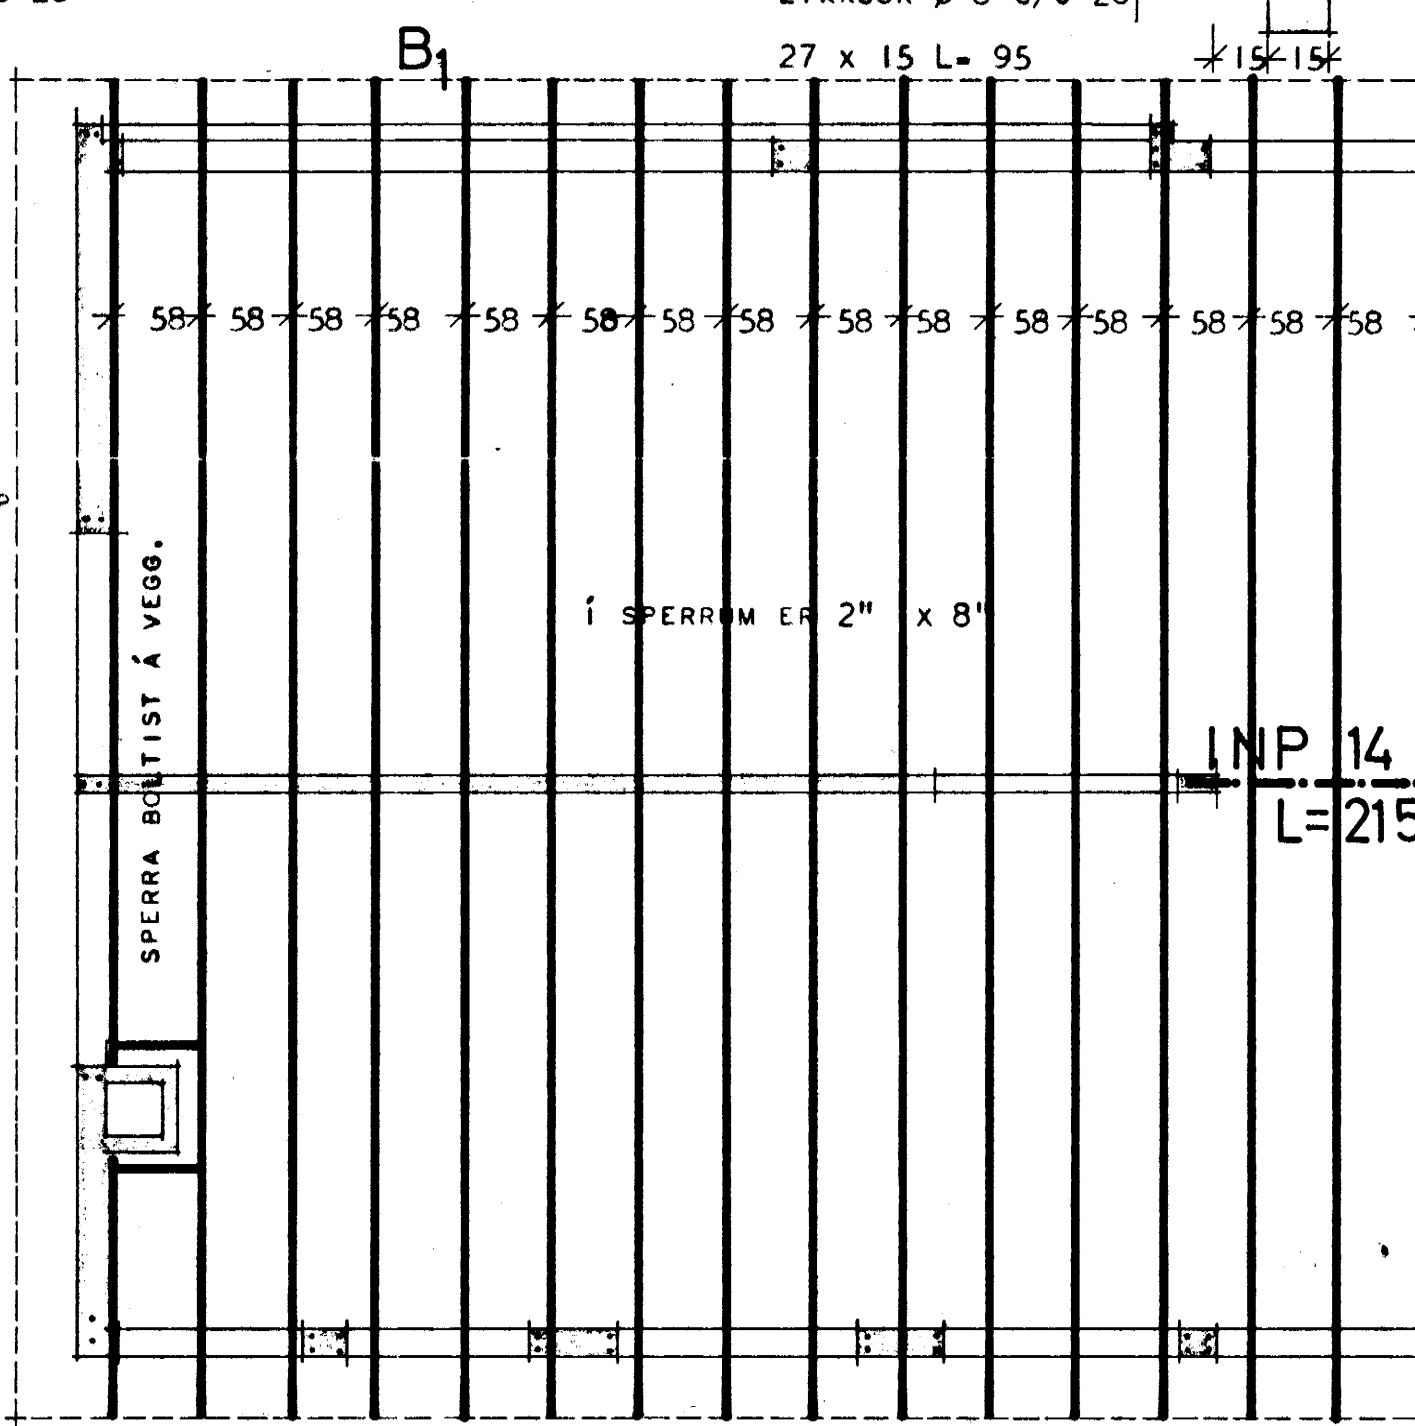 B1
27 x 15 L= 95
15 15
58 58 58 58 58 58 58 58 58 58 58 58 58 58 58
Í SPERRUM ER 2" x 8"
SPERRA BOLTIST Á VEGG.
INP 14
L=215